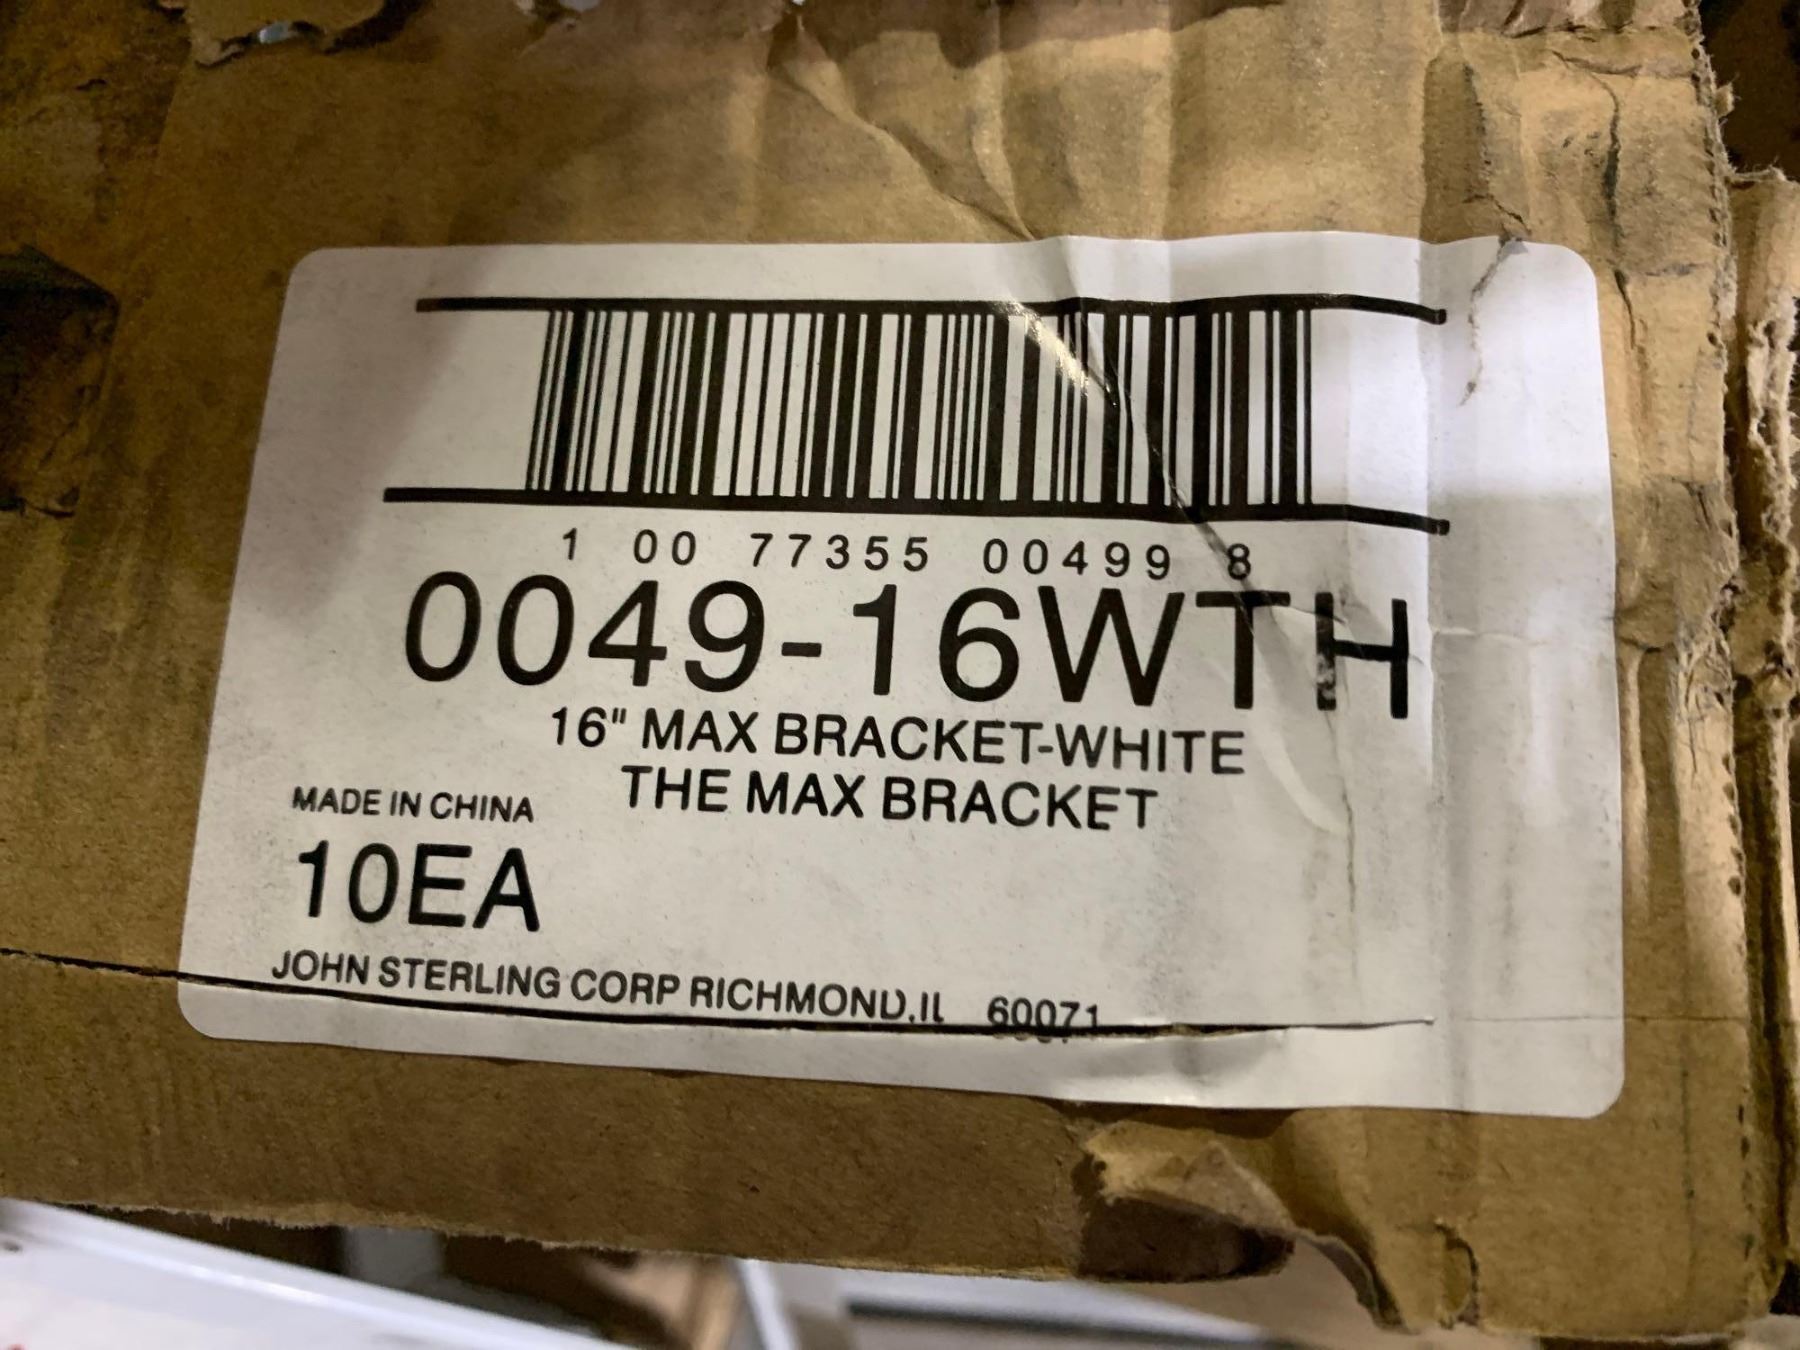 1 00 77355 00499 8
0049-16WTH
16" MAX BRACKET-WHITE
THE MAX BRACKET
MADE IN CHINA
10EA
JOHN STERLING CORP RICHMOND, IL 60071